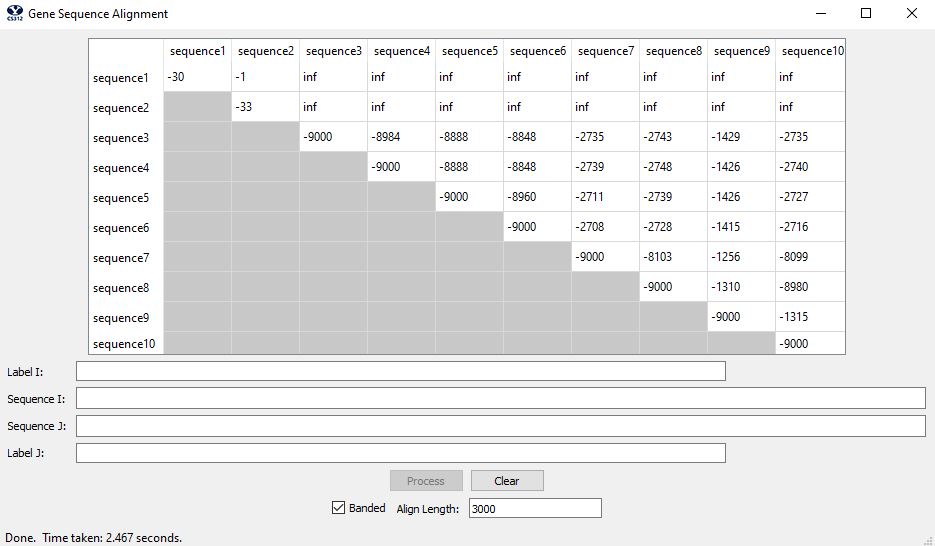 CS312 Gene Sequence Alignment
sequence1 sequence2 sequence3 sequence4 sequence5 sequence6 sequence7 sequence8 sequence9 sequence10
sequence1 -30 -1 inf inf inf inf inf inf inf inf
sequence2 -33 inf inf inf inf inf inf inf inf
sequence3 -9000 -8984 -8888 -8848 -2735 -2743 -1429 -2735
sequence4 -9000 -8888 -8848 -2739 -2748 -1426 -2740
sequence5 -9000 -8960 -2711 -2739 -1426 -2727
sequence6 -9000 -2708 -2728 -1415 -2716
sequence7 -9000 -8103 -1256 -8099
sequence8 -9000 -1310 -8980
sequence9 -9000 -1315
sequence10 -9000
Label I:
Sequence I:
Sequence J:
Label J:
Process Clear
Banded Align Length: 3000
Done. Time taken: 2.467 seconds.